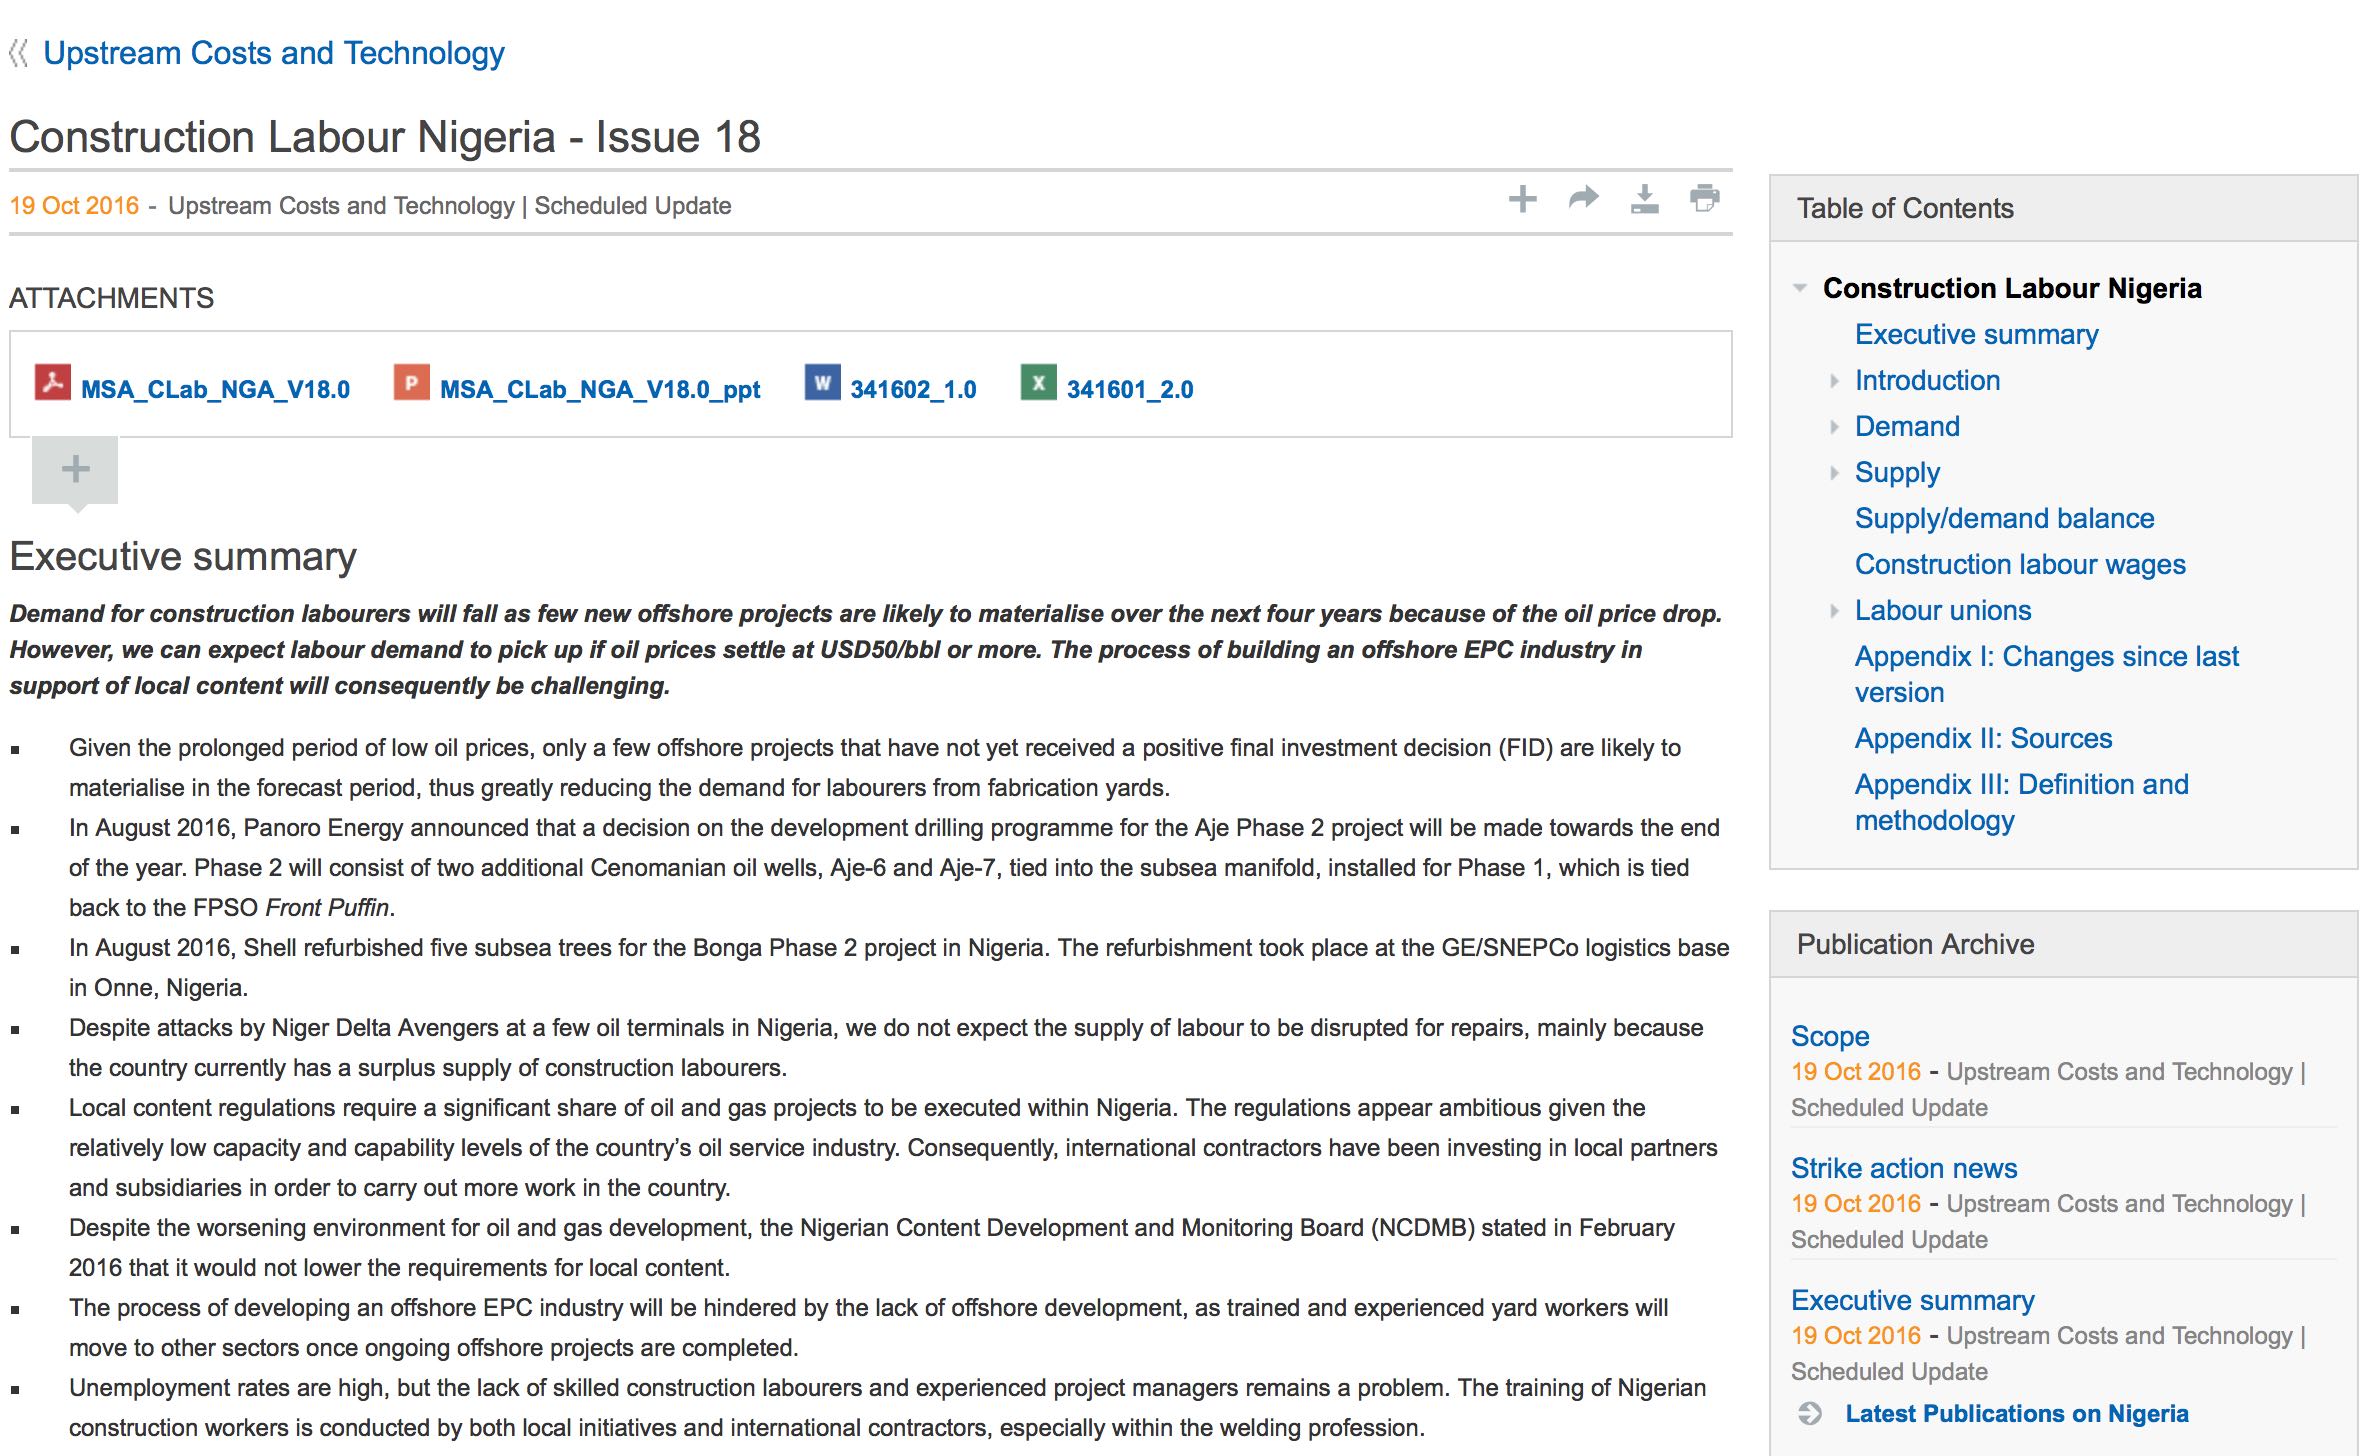 Upstream Costs and Technology
Construction Labour Nigeria - Issue 18
19 Oct 2016 - Upstream Costs and Technology | Scheduled Update
ATTACHMENTS
MSA_CLab_NGA_V18.0
P MSA_CLab_NGA_V18.0_ppt
W 341602_1.0
X 341601_2.0
Executive summary
Demand for construction labourers will fall as few new offshore projects are likely to materialise over the next four years because of the oil price drop.
However, we can expect labour demand to pick up if oil prices settle at USD50/bbl or more. The process of building an offshore EPC industry in
support of local content will consequently be challenging.
Given the prolonged period of low oil prices, only a few offshore projects that have not yet received a positive final investment decision (FID) are likely to
materialise in the forecast period, thus greatly reducing the demand for labourers from fabrication yards.
In August 2016, Panoro Energy announced that a decision on the development drilling programme for the Aje Phase 2 project will be made towards the end
of the year. Phase 2 will consist of two additional Cenomanian oil wells, Aje-6 and Aje-7, tied into the subsea manifold, installed for Phase 1, which is tied
back to the FPSO Front Puffin.
In August 2016, Shell refurbished five subsea trees for the Bonga Phase 2 project in Nigeria. The refurbishment took place at the GE/SNEPCo logistics base
in Onne, Nigeria.
Despite attacks by Niger Delta Avengers at a few oil terminals in Nigeria, we do not expect the supply of labour to be disrupted for repairs, mainly because
the country currently has a surplus supply of construction labourers.
Local content regulations require a significant share of oil and gas projects to be executed within Nigeria. The regulations appear ambitious given the
relatively low capacity and capability levels of the country’s oil service industry. Consequently, international contractors have been investing in local partners
and subsidiaries in order to carry out more work in the country.
Despite the worsening environment for oil and gas development, the Nigerian Content Development and Monitoring Board (NCDMB) stated in February
2016 that it would not lower the requirements for local content.
The process of developing an offshore EPC industry will be hindered by the lack of offshore development, as trained and experienced yard workers will
move to other sectors once ongoing offshore projects are completed.
Unemployment rates are high, but the lack of skilled construction labourers and experienced project managers remains a problem. The training of Nigerian
construction workers is conducted by both local initiatives and international contractors, especially within the welding profession.
Table of Contents
Construction Labour Nigeria
Executive summary
Introduction
Demand
Supply
Supply/demand balance
Construction labour wages
Labour unions
Appendix I: Changes since last
version
Appendix II: Sources
Appendix III: Definition and
methodology
Publication Archive
Scope
19 Oct 2016 - Upstream Costs and Technology |
Scheduled Update
Strike action news
19 Oct 2016 - Upstream Costs and Technology |
Scheduled Update
Executive summary
19 Oct 2016 - Upstream Costs and Technology |
Scheduled Update
Latest Publications on Nigeria